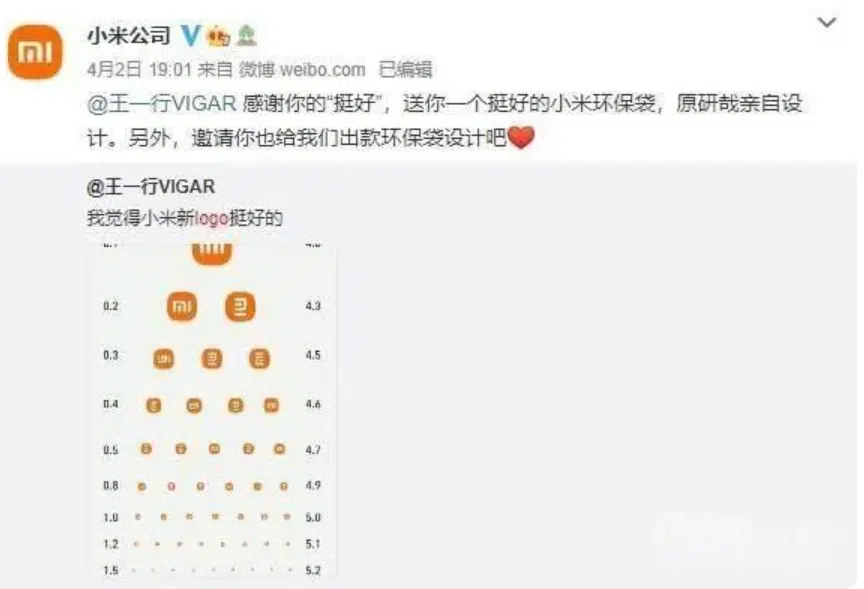 小米公司
4月2日 19:01 来自 微博 weibo.com 已编辑
@王一行VIGAR 感谢你的“挺好”，送你一个挺好的小米环保袋，原研哉亲自设
计。另外，邀请你也给我们出款环保袋设计吧
@王一行VIGAR
我觉得小米新logo挺好的
0.2 4.3
0.3 4.5
0.4 4.6
0.5 4.7
0.8 4.9
1.0 5.0
1.2 5.1
1.5 5.2